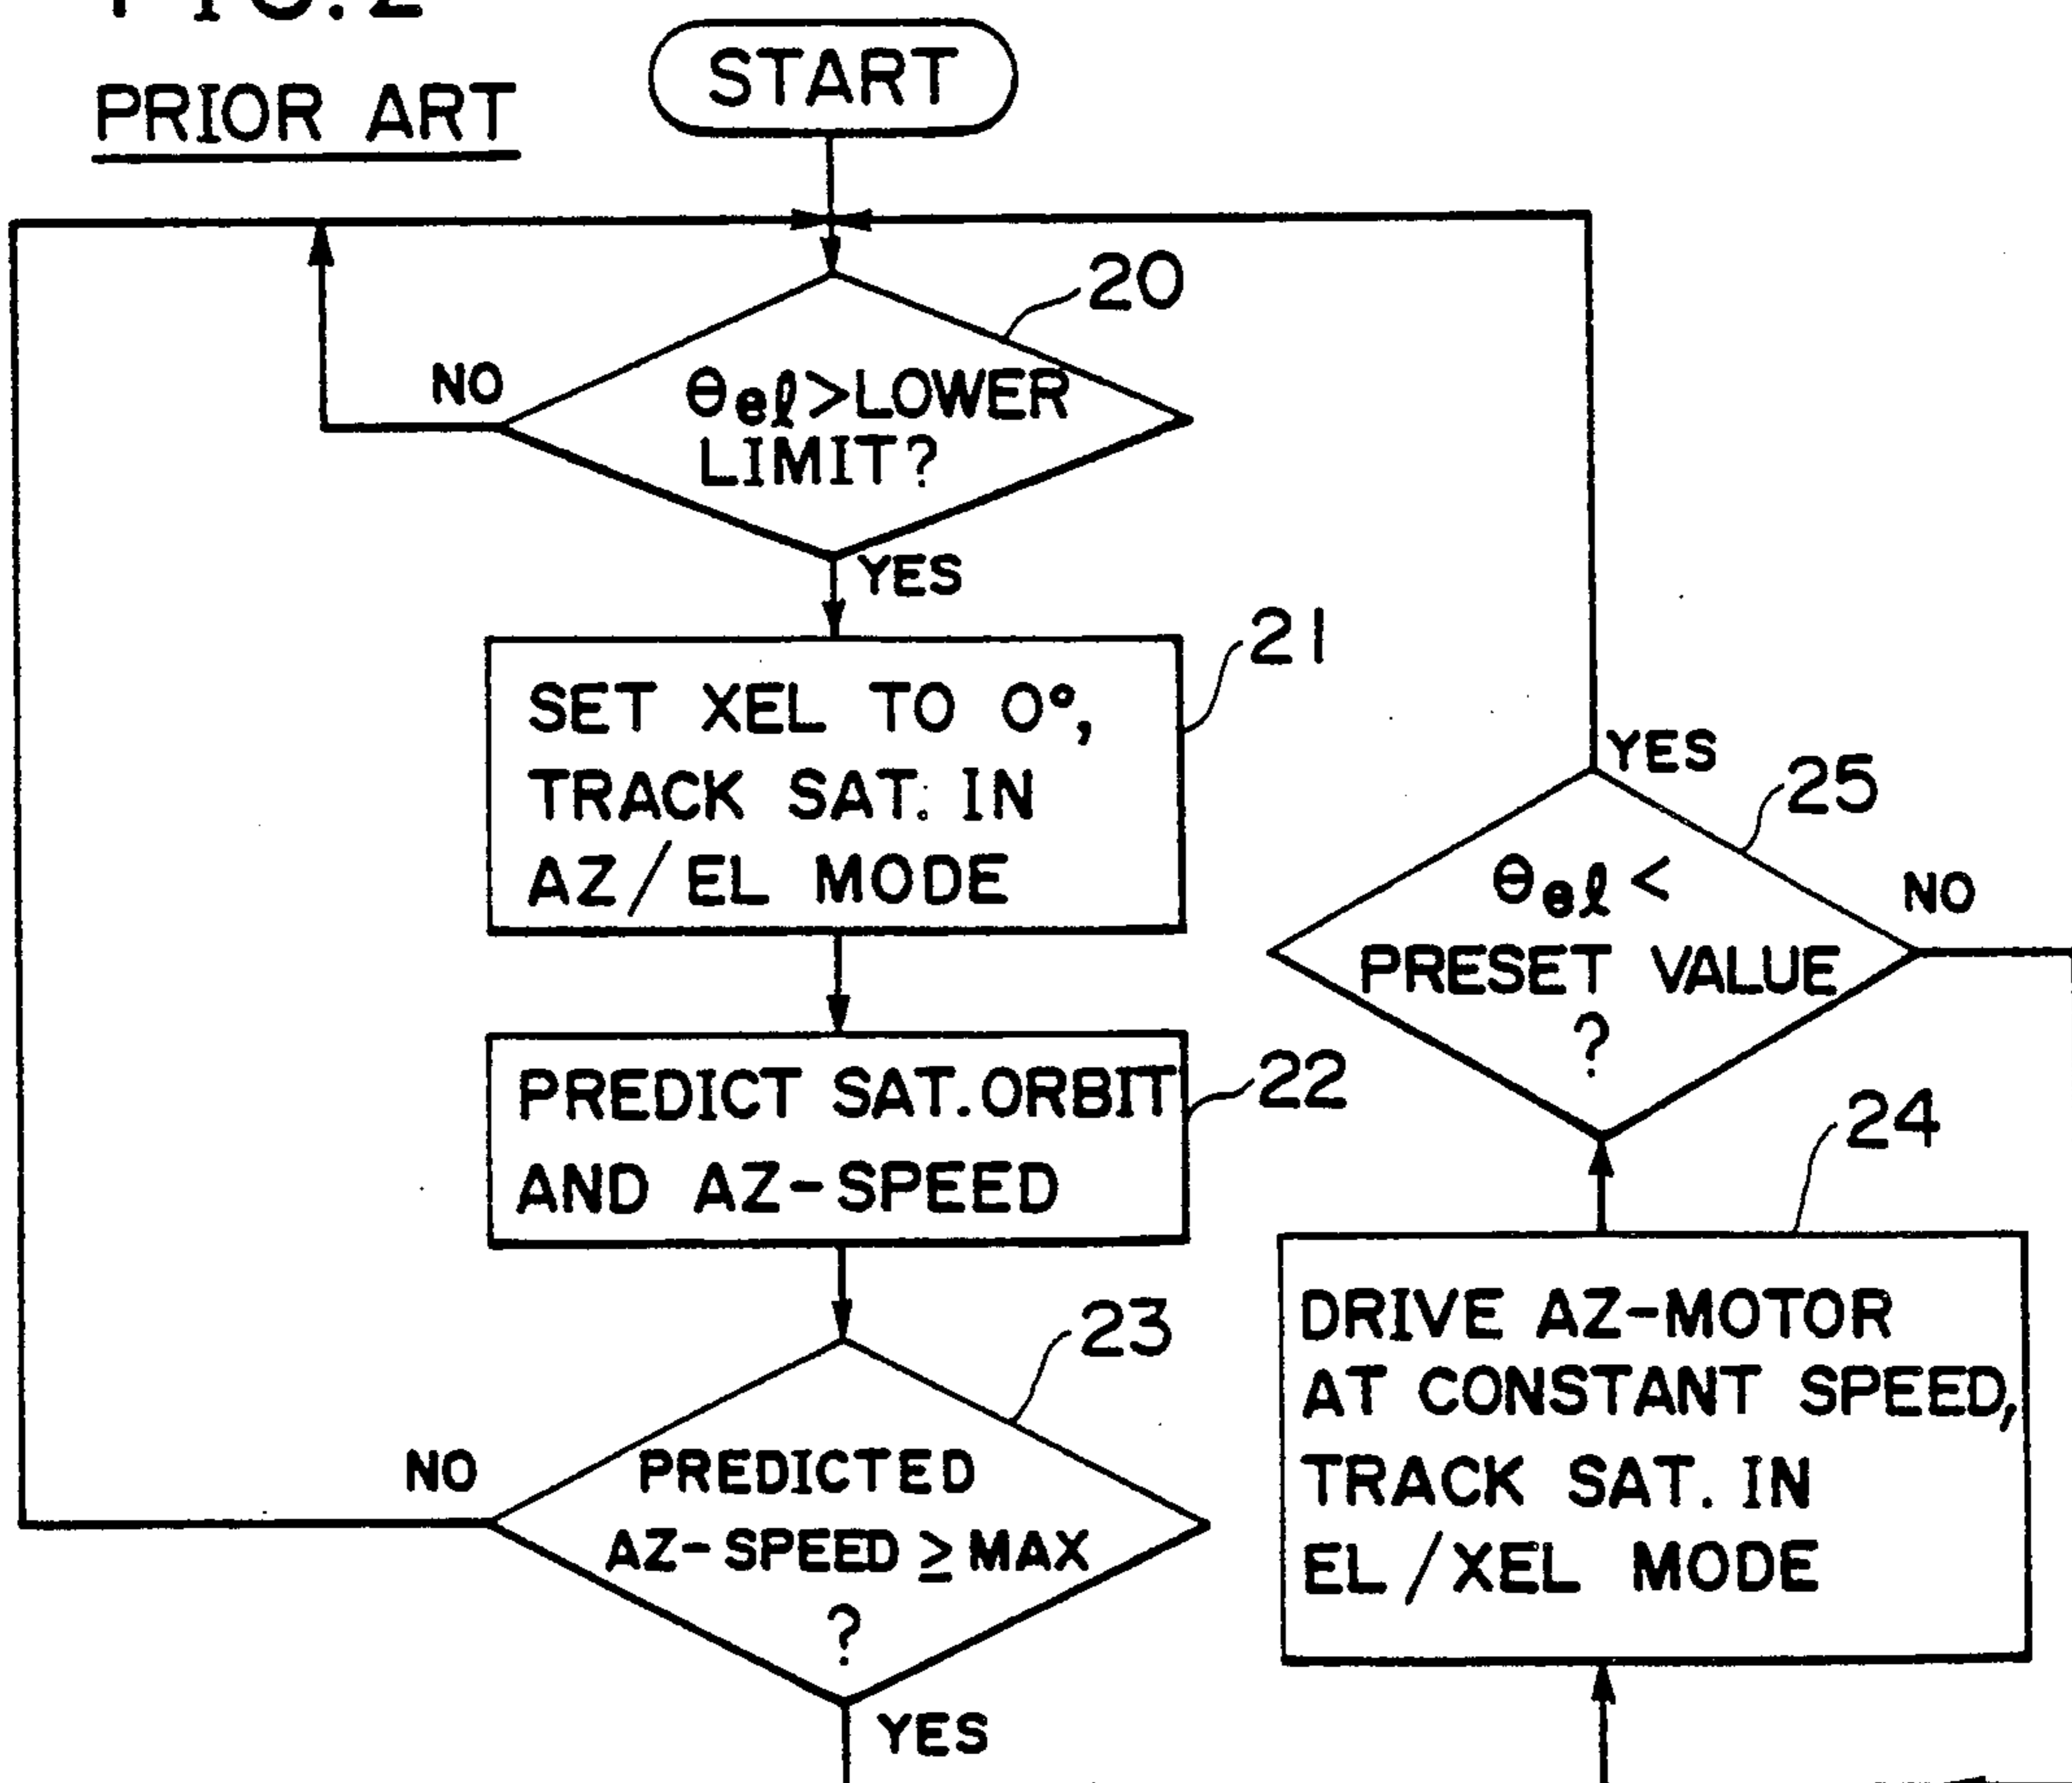 FIG. 2
PRIOR ART
START
20
NO
θel>LOWER
LIMIT?
YES
21
SET XEL TO 0°,
TRACK SAT. IN
AZ/EL MODE
22
PREDICT SAT. ORBIT
AND AZ-SPEED
23
NO
PREDICTED
AZ-SPEED ≥ MAX
?
YES
YES
25
θel <
PRESET VALUE
?
NO
24
DRIVE AZ-MOTOR
AT CONSTANT SPEED,
TRACK SAT. IN
EL/XEL MODE